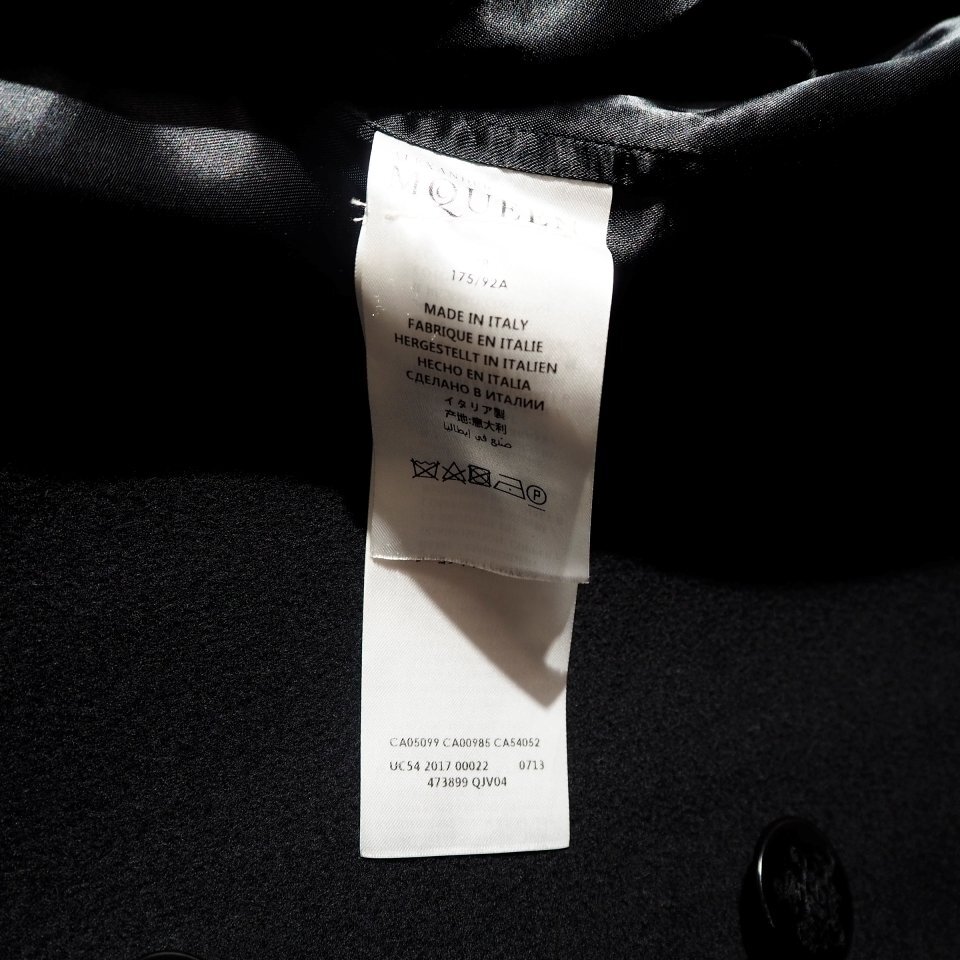 175/92A
MADE IN ITALY
FABRIQUE EN ITALIE
HERGESTELLT IN ITALIEN
HECHO EN ITALIA
СДЕЛАНО В ИТАЛИИ
イタリア製
产地:意大利
صنع في إيطاليا
P
CA05099 CA00985 CA54052
UC54 2017 00022 0713
473899 QJV04